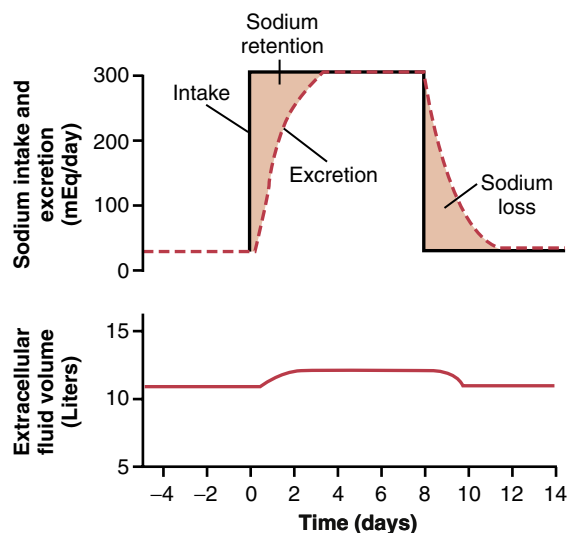 Sodium
retention
300
Intake
200
Excretion
100
Sodium
loss
0
Sodium intake and
excretion
(mEq/day)
15
10
5
Extracellular
fluid volume
(Liters)
−4 −2 0 2 4 6 8 10 12 14
Time (days)